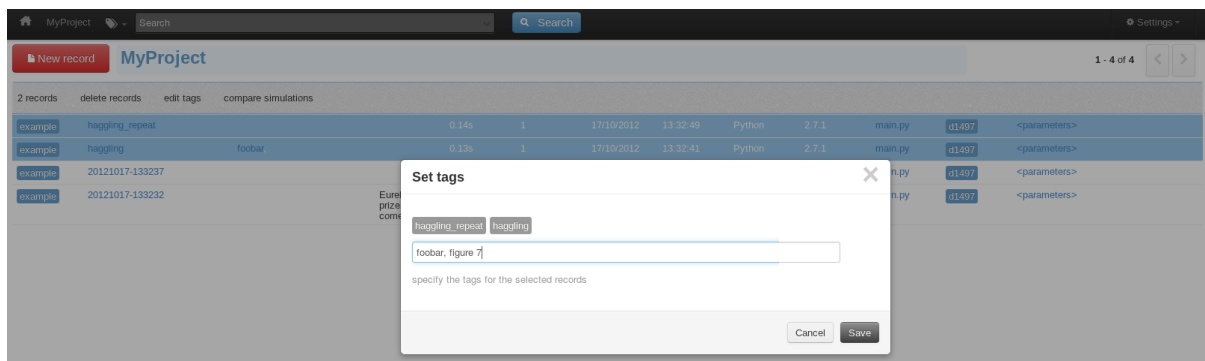 MyProject Search Search Settings
New record MyProject 1 - 4 of 4
2 records delete records edit tags compare simulations
example haggling_repeat 0.14s 1 17/10/2012 13:32:49 Python 2.7.1 main.py d1497 <parameters>
example haggling foobar 0.13s 1 17/10/2012 13:32:41 Python 2.7.1 main.py d1497 <parameters>
example 20121017-133237 n.py d1497 <parameters>
example 20121017-133232 n.py d1497 <parameters>
prize
come
Set tags
haggling_repeat haggling
foobar, figure 7
specify the tags for the selected records
Cancel Save